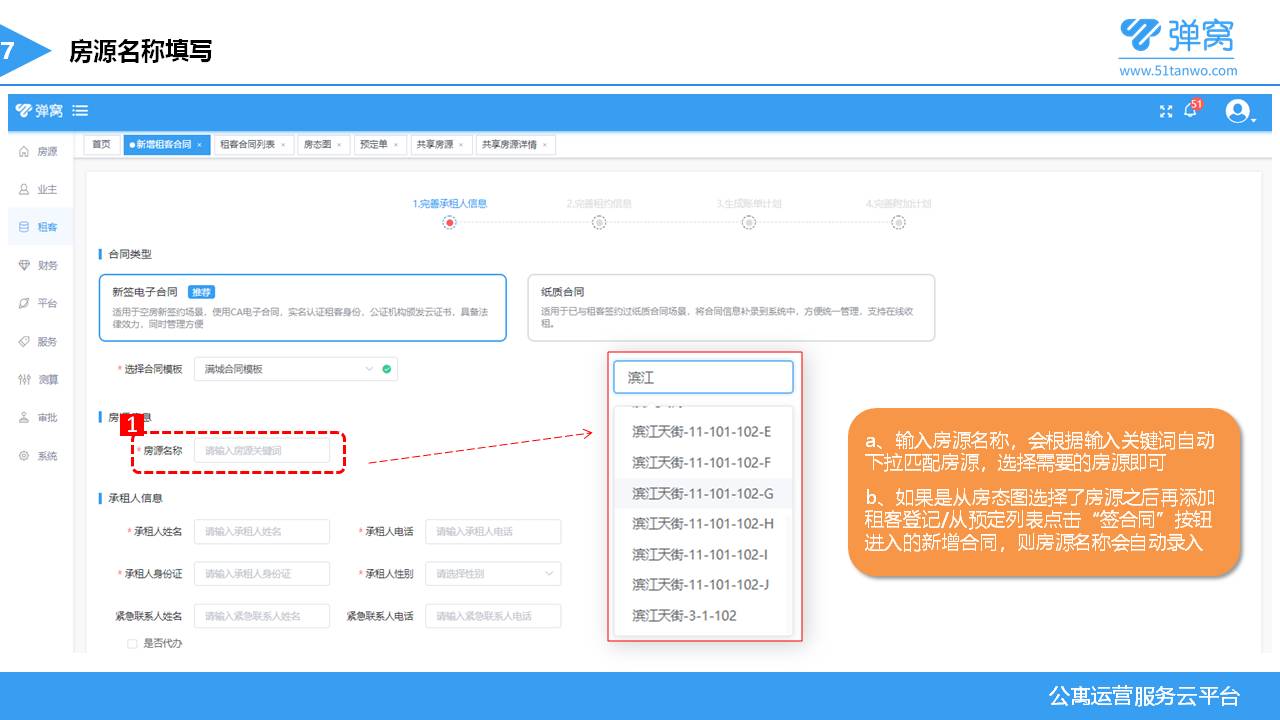 7
房源名称填写
弹窝
www.51tanwo.com
弹窝
51
房源
业主
租客
财务
平台
服务
测算
审批
系统
首页
新增租客合同 ×
租客合同列表 ×
房态图 ×
预定单 ×
共享房源 ×
共享房源详情 ×
1.完善承租人信息
2.完善租约信息
3.生成账单计划
4.完善附加计划
合同类型
新签电子合同 推荐
适用于空房新签约场景，使用CA电子合同，实名认证租客身份，公证机构颁发云证书，具备法
律效力，同时管理方便
纸质合同
适用于已与租客签约过纸质合同场景，将合同信息补录到系统中，方便统一管理，支持在线收
租。
* 选择合同模板 满城合同模板
1
* 房源名称 请输入房源关键词
承租人信息
* 承租人姓名 请输入承租人姓名
* 承租人电话 请输入承租人电话
* 承租人身份证 请输入承租人身份证
* 承租人性别 请选择性别
紧急联系人姓名 请输入紧急联系人姓名
紧急联系人电话 请输入紧急联系人电话
是否代办
滨江
滨江天街-11-101-102-E
滨江天街-11-101-102-F
滨江天街-11-101-102-G
滨江天街-11-101-102-H
滨江天街-11-101-102-I
滨江天街-11-101-102-J
滨江天街-3-1-102
a、输入房源名称，会根据输入关键词自动
下拉匹配房源，选择需要的房源即可
b、如果是从房态图选择了房源之后再添加
租客登记/从预定列表点击“签合同”按钮
进入的新增合同，则房源名称会自动录入
公寓运营服务云平台